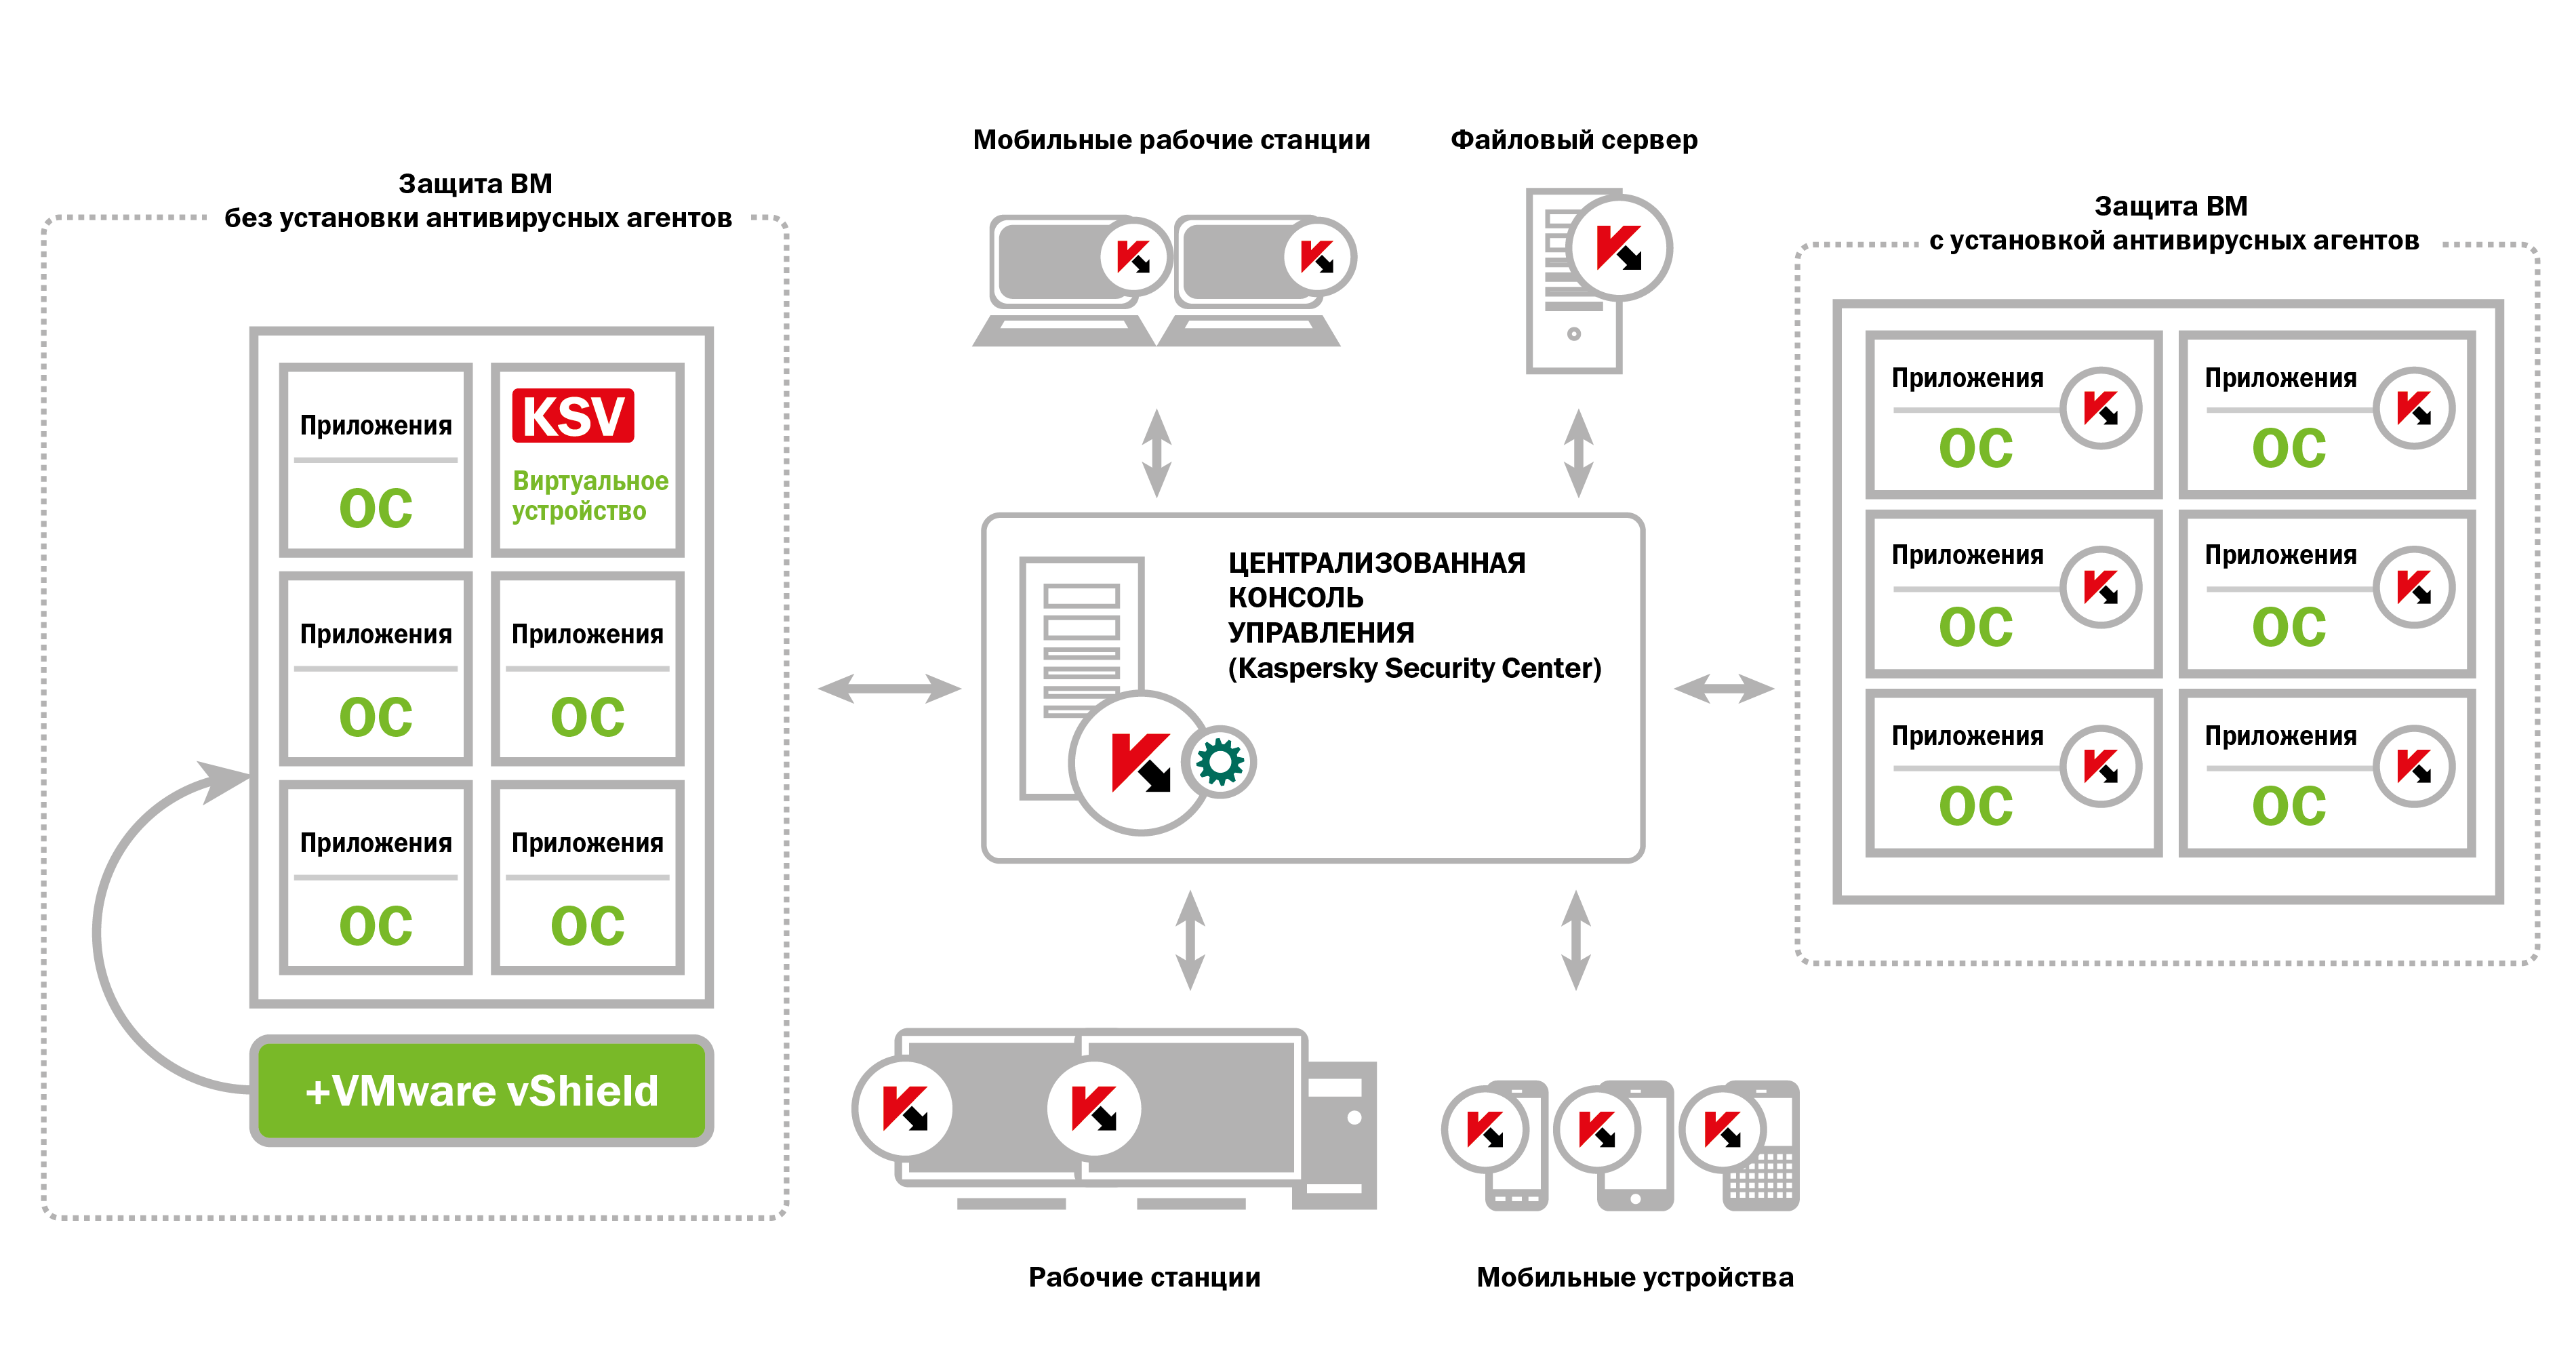 Мобильные рабочие станции
Файловый сервер
Защита ВМ
без установки антивирусных агентов
Приложения
ОС
KSV
Виртуальное
устройство
Приложения
ОС
Приложения
ОС
Приложения
ОС
Приложения
ОС
+VMware vShield
ЦЕНТРАЛИЗОВАННАЯ
КОНСОЛЬ
УПРАВЛЕНИЯ
(Kaspersky Security Center)
Защита ВМ
с установкой антивирусных агентов
Приложения
ОС
Приложения
ОС
Приложения
ОС
Приложения
ОС
Приложения
ОС
Приложения
ОС
Рабочие станции
Мобильные устройства